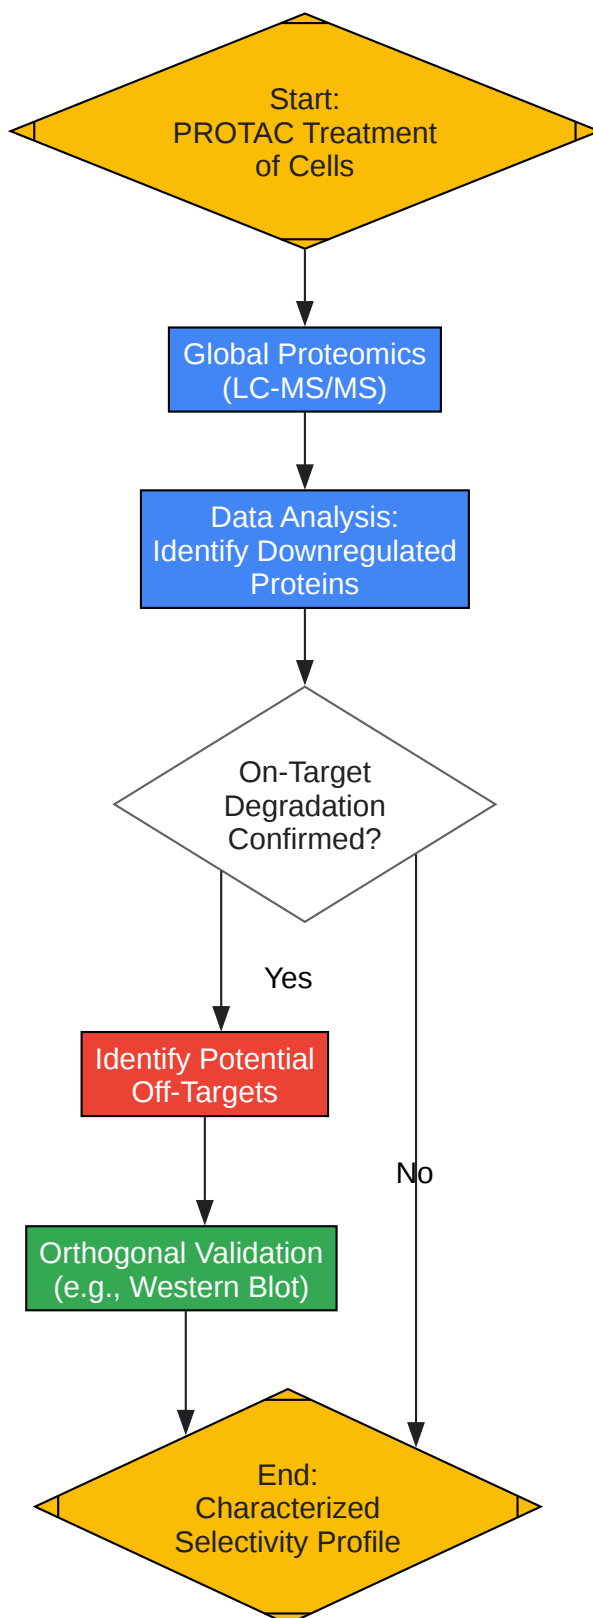 Start:
PROTAC Treatment
of Cells
Global Proteomics
(LC-MS/MS)
Data Analysis:
Identify Downregulated
Proteins
On-Target
Degradation
Confirmed?
Yes
Identify Potential
Off-Targets
No
Orthogonal Validation
(e.g., Western Blot)
End:
Characterized
Selectivity Profile